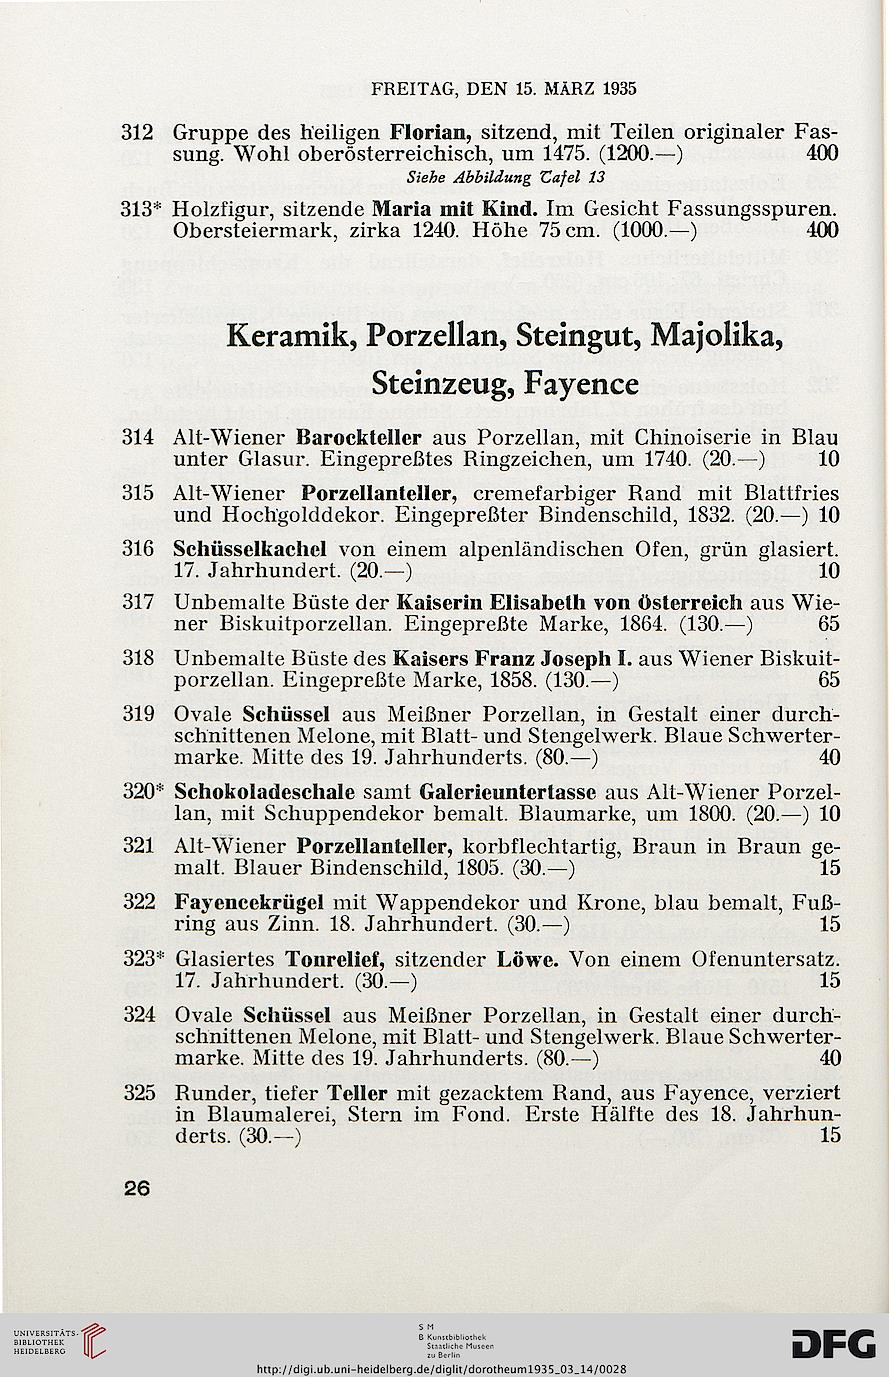 FREITAG, DEN 15. MÄRZ 1935
312 Gruppe des heiligen Florian, sitzend, mit Teilen originaler Fas-
sung. Wohl oberösterreichisch, um 1475. (1200.—) 400
Siehe Abbildung Tafel 13
313* Holzfigur, sitzende Maria mit Kind. Im Gesicht Fassungsspuren.
Obersteiermark, zirka 1240. Höhe 75 cm. (1000.—) 400
Keramik, Porzellan, Steingut, Majolika,
Steinzeug, Fayence
314 Alt-Wiener Barockteller aus Porzellan, mit Chinoiserie in Blau
unter Glasur. Eingepreßtes Ringzeichen, um 1740. (20.—) 10
315 Alt-Wiener Porzellanteller, cremefarbiger Rand mit Blattfries
und Hochgolddekor. Eingepreßter Bindenschild, 1832. (20.—) 10
316 Schüsselkachel von einem alpenländischen Ofen, grün glasiert.
17. Jahrhundert. (20.—) 10
317 Unbemalte Büste der Kaiserin Elisabeth von Österreich aus Wie-
ner Biskuitporzellan. Eingepreßte Marke, 1864. (130.—) 65
318 Unbemalte Büste des Kaisers Franz Joseph I. aus Wiener Biskuit-
porzellan. Eingepreßte Marke, 1858. (130.—) 65
319 Ovale Schüssel aus Meißner Porzellan, in Gestalt einer durch-
schnittenen Melone, mit Blatt- und Stengelwerk. Blaue Schwerter-
marke. Mitte des 19. Jahrhunderts. (80.—) 40
320* Schokoladeschale samt Galerieuntertasse aus Alt-Wiener Porzel-
lan, mit Schuppendekor bemalt. Blaumarke, um 1800. (20.—) 10
321 Alt-Wiener Porzellanteller, korbflechtartig, Braun in Braun ge-
malt. Blauer Bindenschild, 1805. (30.—) 15
322 Fayencekrügel mit Wappendekor und Krone, blau bemalt, Fuß-
ring aus Zinn. 18. Jahrhundert. (30.—) 15
323* Glasiertes Tonrelief, sitzender Löwe. Von einem Ofenuntersatz.
17. Jahrhundert. (30.—) 15
324 Ovale Schüssel aus Meißner Porzellan, in Gestalt einer durch-
schnittenen Melone, mit Blatt- und Stengelwerk. Blaue Schwerter-
marke. Mitte des 19. Jahrhunderts. (80.—) 40
325 Runder, tiefer Teller mit gezacktem Rand, aus Fayence, verziert
in Blaumalerei, Stern im Fond. Erste Hälfte des 18. Jahrhun-
derts. (30.—) 15
26
UNIVERSITÄTS-
BIBLIOTHEK
HEIDELBERG
S M
B Kunstbibliothek
Staatliche Museen
zu Berlin
DFG
http://digi.ub.uni-heidelberg.de/diglit/dorotheum1935_03_14/0028